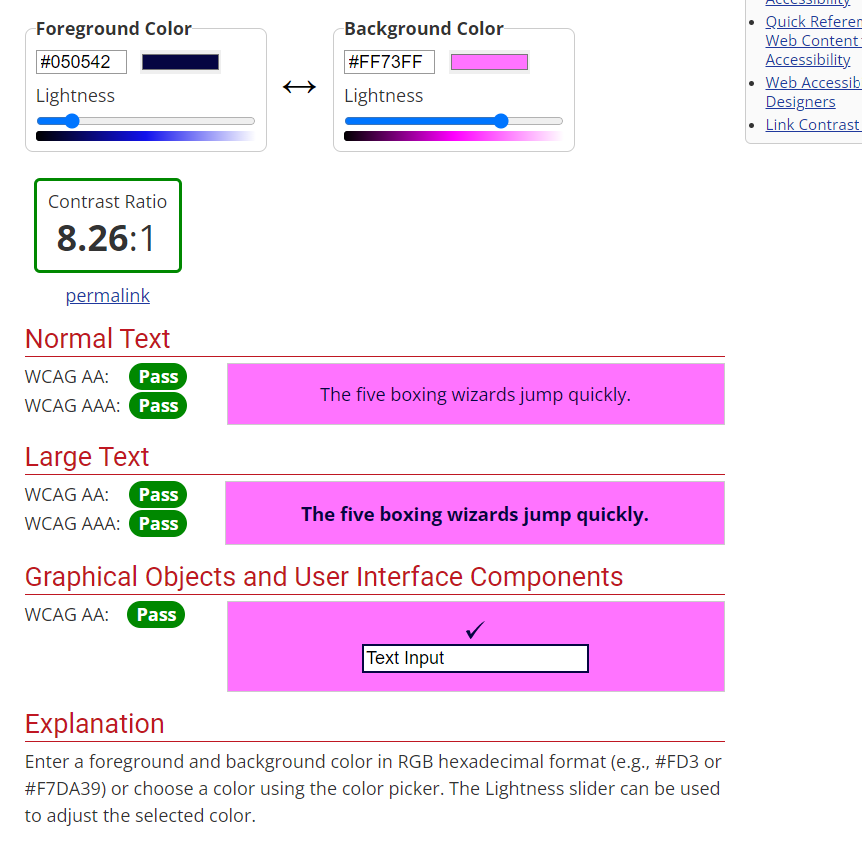 Foreground Color
#050542
Lightness
↔
Background Color
#FF73FF
Lightness
Accessibility
Quick Referen
Web Content
Accessibility
Web Accessib
Designers
Link Contrast
Contrast Ratio
8.26:1
permalink
Normal Text
WCAG AA: Pass
WCAG AAA: Pass
The five boxing wizards jump quickly.
Large Text
WCAG AA: Pass
WCAG AAA: Pass
The five boxing wizards jump quickly.
Graphical Objects and User Interface Components
WCAG AA: Pass
✓
Text Input
Explanation
Enter a foreground and background color in RGB hexadecimal format (e.g., #FD3 or
#F7DA39) or choose a color using the color picker. The Lightness slider can be used
to adjust the selected color.